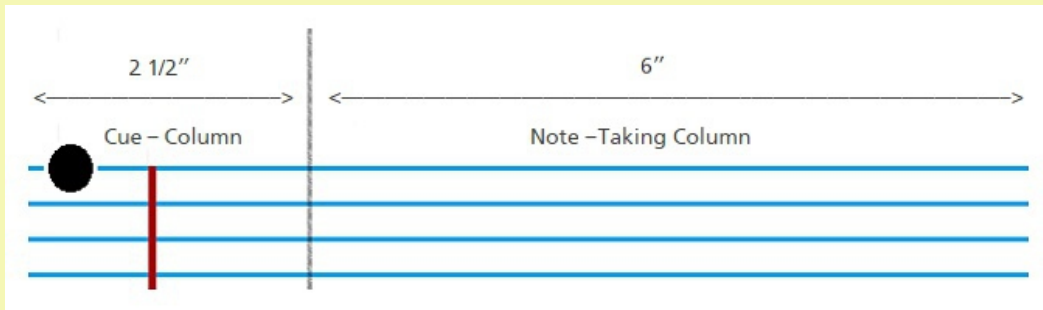 2 1/2” 6”
Cue – Column Note –Taking Column